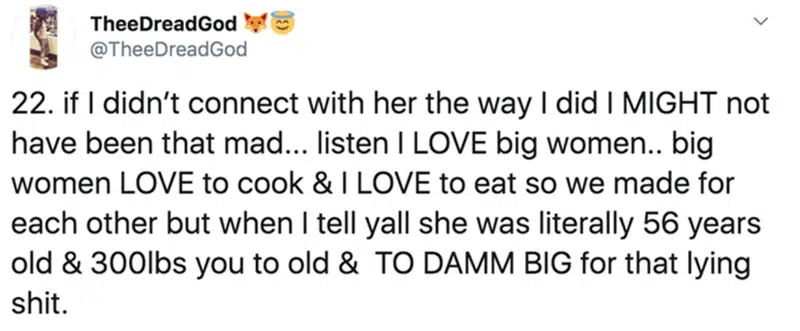 TheeDreadGod 🦊😇
@TheeDreadGod
22. if I didn't connect with her the way I did I MIGHT not
have been that mad... listen I LOVE big women.. big
women LOVE to cook & I LOVE to eat so we made for
each other but when I tell yall she was literally 56 years
old & 300lbs you to old &  TO DAMM BIG for that lying
shit.